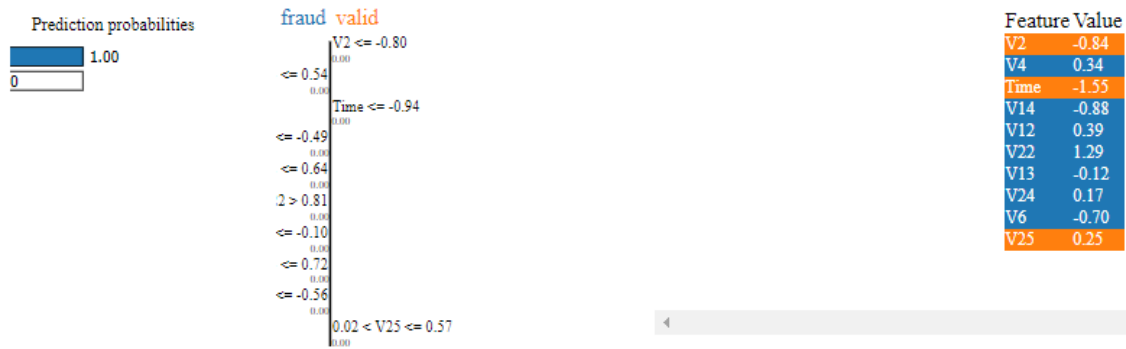 Prediction probabilities
1.00
0
fraud valid
V2 <= -0.80
0.00
<= 0.54
0.00
Time <= -0.94
0.00
<= -0.49
0.00
<= 0.64
0.00
2 > 0.81
0.00
<= -0.10
0.00
<= 0.72
0.00
<= -0.56
0.00
0.02 < V25 <= 0.57
0.00
Feature Value
V2 -0.84
V4 0.34
Time -1.55
V14 -0.88
V12 0.39
V22 1.29
V13 -0.12
V24 0.17
V6 -0.70
V25 0.25